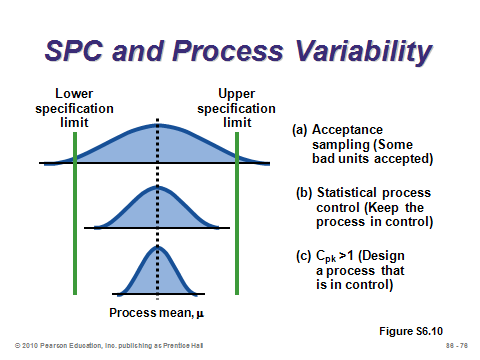 SPC and Process Variability
Lower
specification
limit
Upper
specification
limit
(a) Acceptance
sampling (Some
bad units accepted)
(b) Statistical process
control (Keep the
process in control)
(c) Cpk >1 (Design
a process that
is in control)
Process mean, μ
Figure S6.10
© 2010 Pearson Education, Inc. publishing as Prentice Hall
S6 - 76